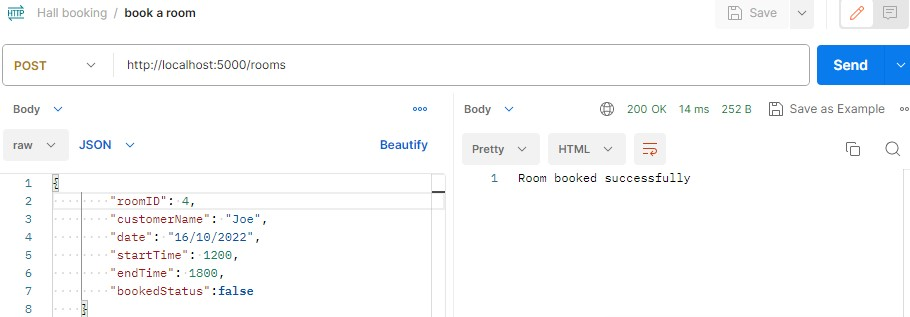 HTTP Hall booking / book a room Save
POST http://localhost:5000/rooms Send
Body Body 200 OK 14 ms 252 B Save as Example
raw JSON Beautify Pretty HTML
1 {
2 "roomID": 4,
3 "customerName": "Joe",
4 "date": "16/10/2022",
5 "startTime": 1200,
6 "endTime": 1800,
7 "bookedStatus":false
8 }
1 Room booked successfully